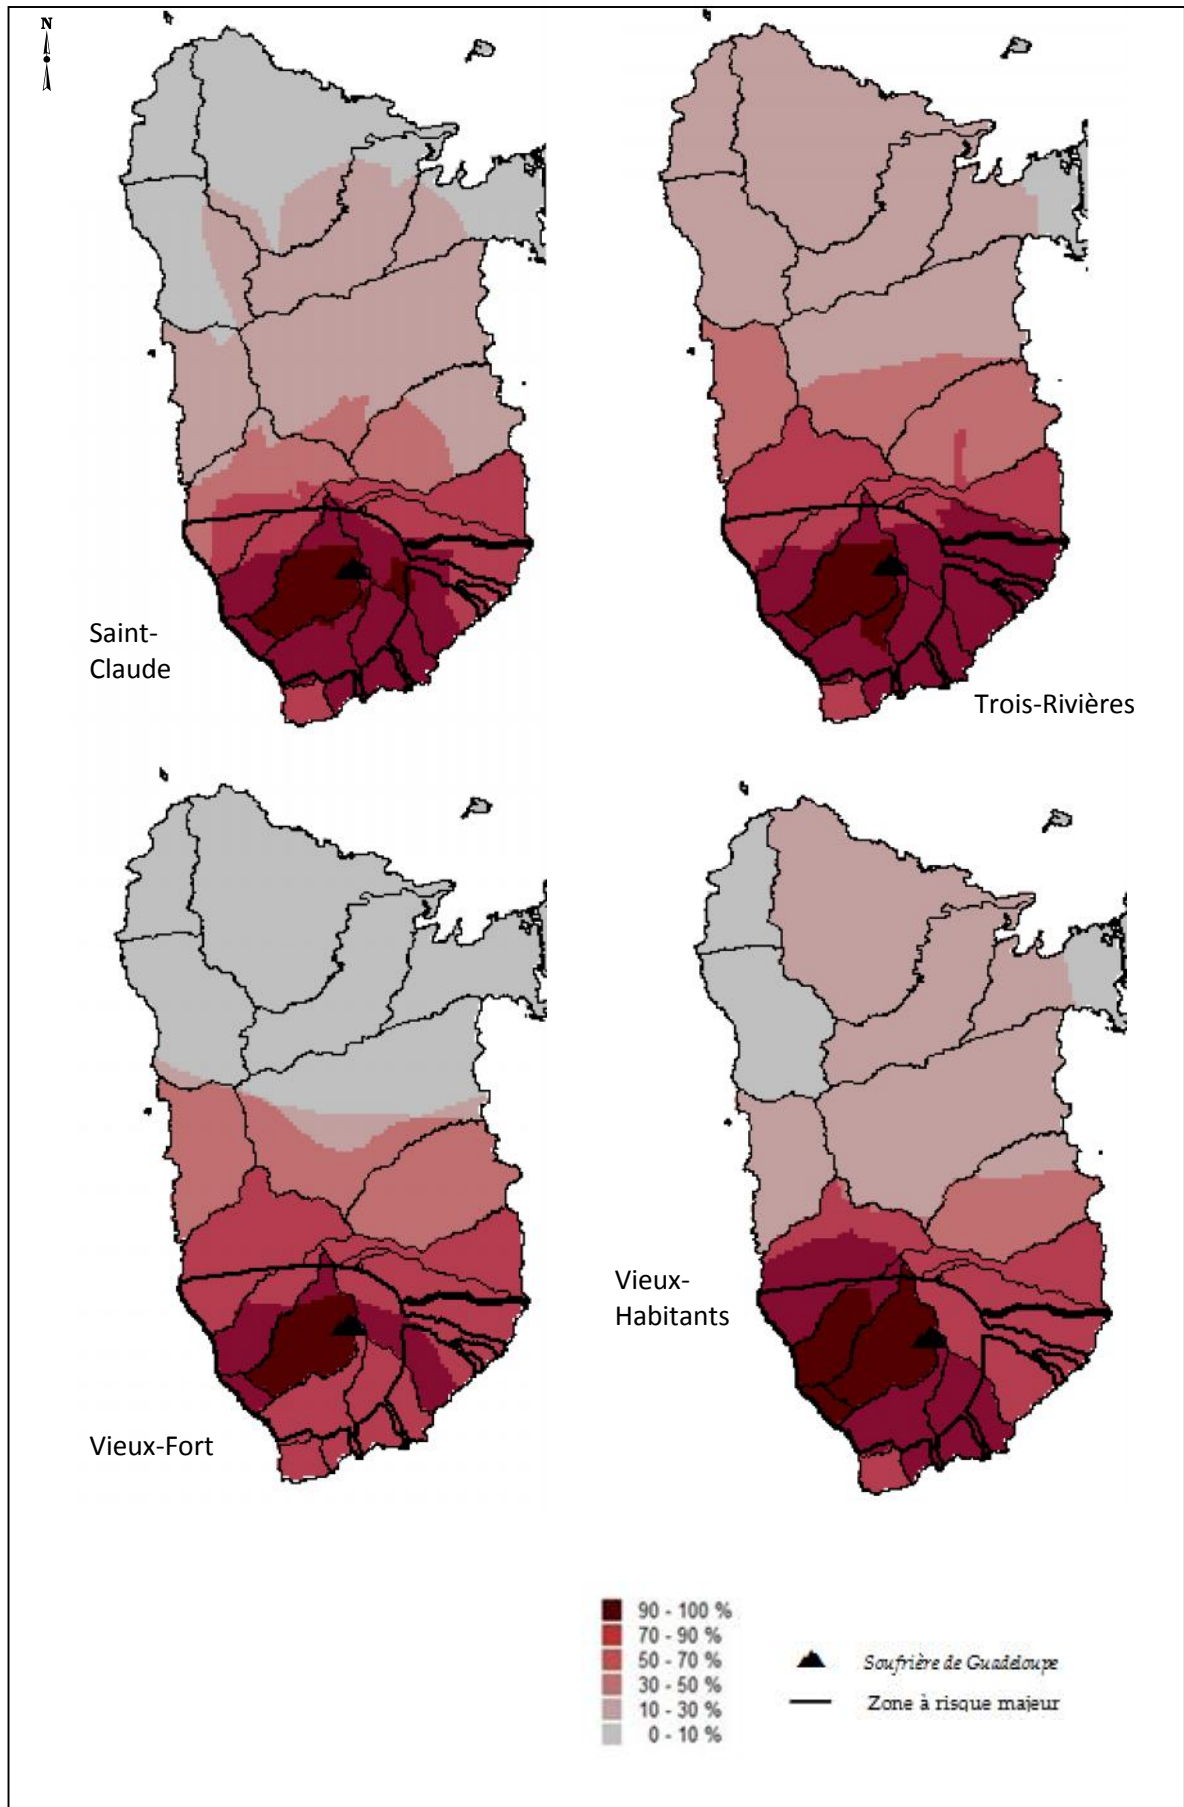 N
Saint-
Claude
Trois-Rivières
Vieux-
Habitants
Vieux-Fort
90 - 100 %
70 - 90 %
50 - 70 %
30 - 50 %
10 - 30 %
0 - 10 %
Soufrière de Guadeloupe
Zone à risque majeur